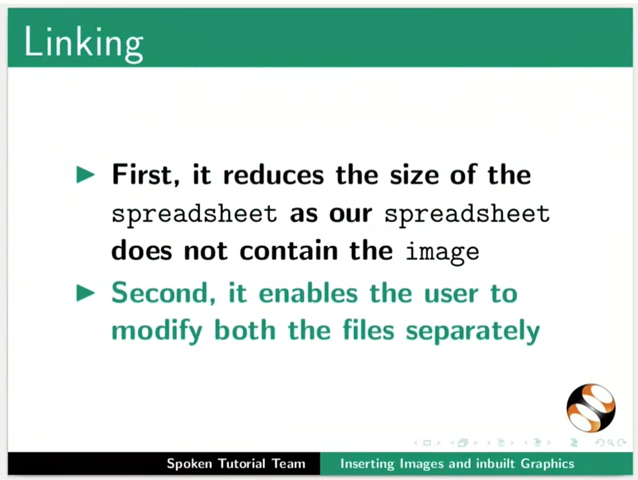 Linking
First, it reduces the size of the
spreadsheet as our spreadsheet
does not contain the image
Second, it enables the user to
modify both the files separately
Spoken Tutorial Team Inserting Images and inbuilt Graphics